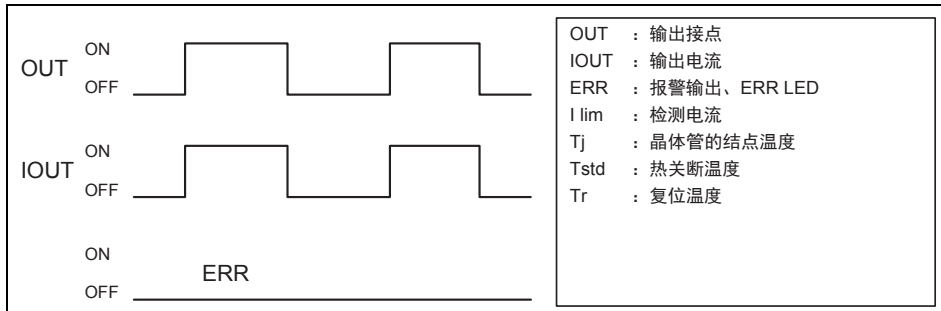 OUT
ON
OFF
IOUT
ON
OFF
ON
ERR
OFF
OUT ：输出接点
IOUT ：输出电流
ERR ：报警输出、ERR LED
I lim ：检测电流
Tj ：晶体管的结点温度
Tstd ：热关断温度
Tr ：复位温度